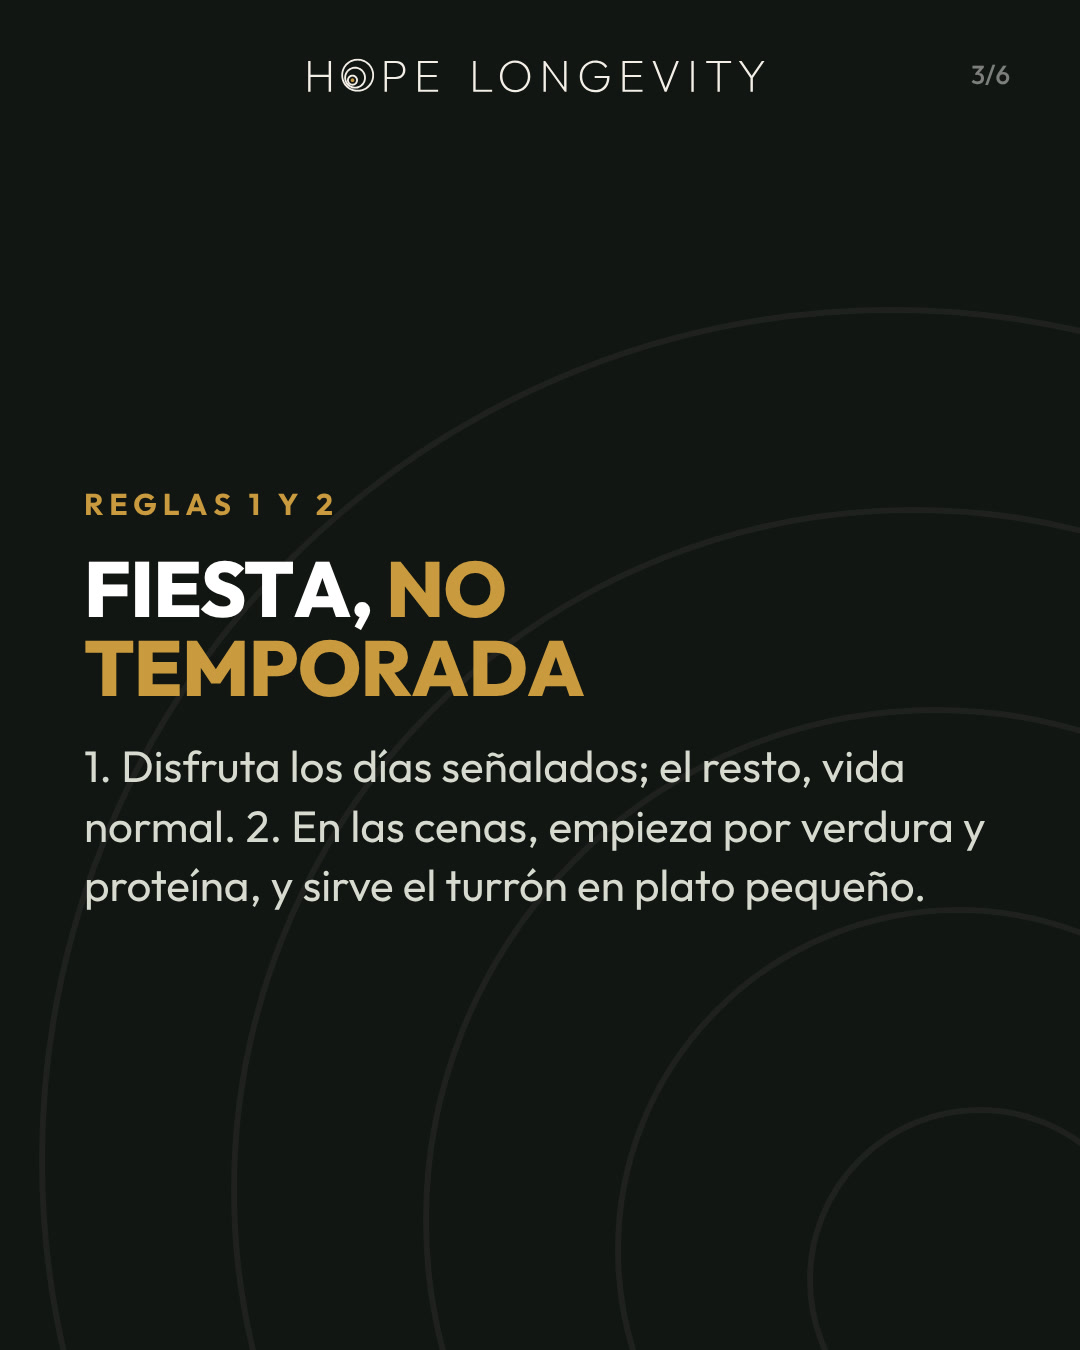 HOPE LONGEVITY
3/6
REGLAS 1 Y 2
FIESTA, NO
TEMPORADA
1. Disfruta los días señalados; el resto, vida
normal. 2. En las cenas, empieza por verdura y
proteína, y sirve el turrón en plato pequeño.